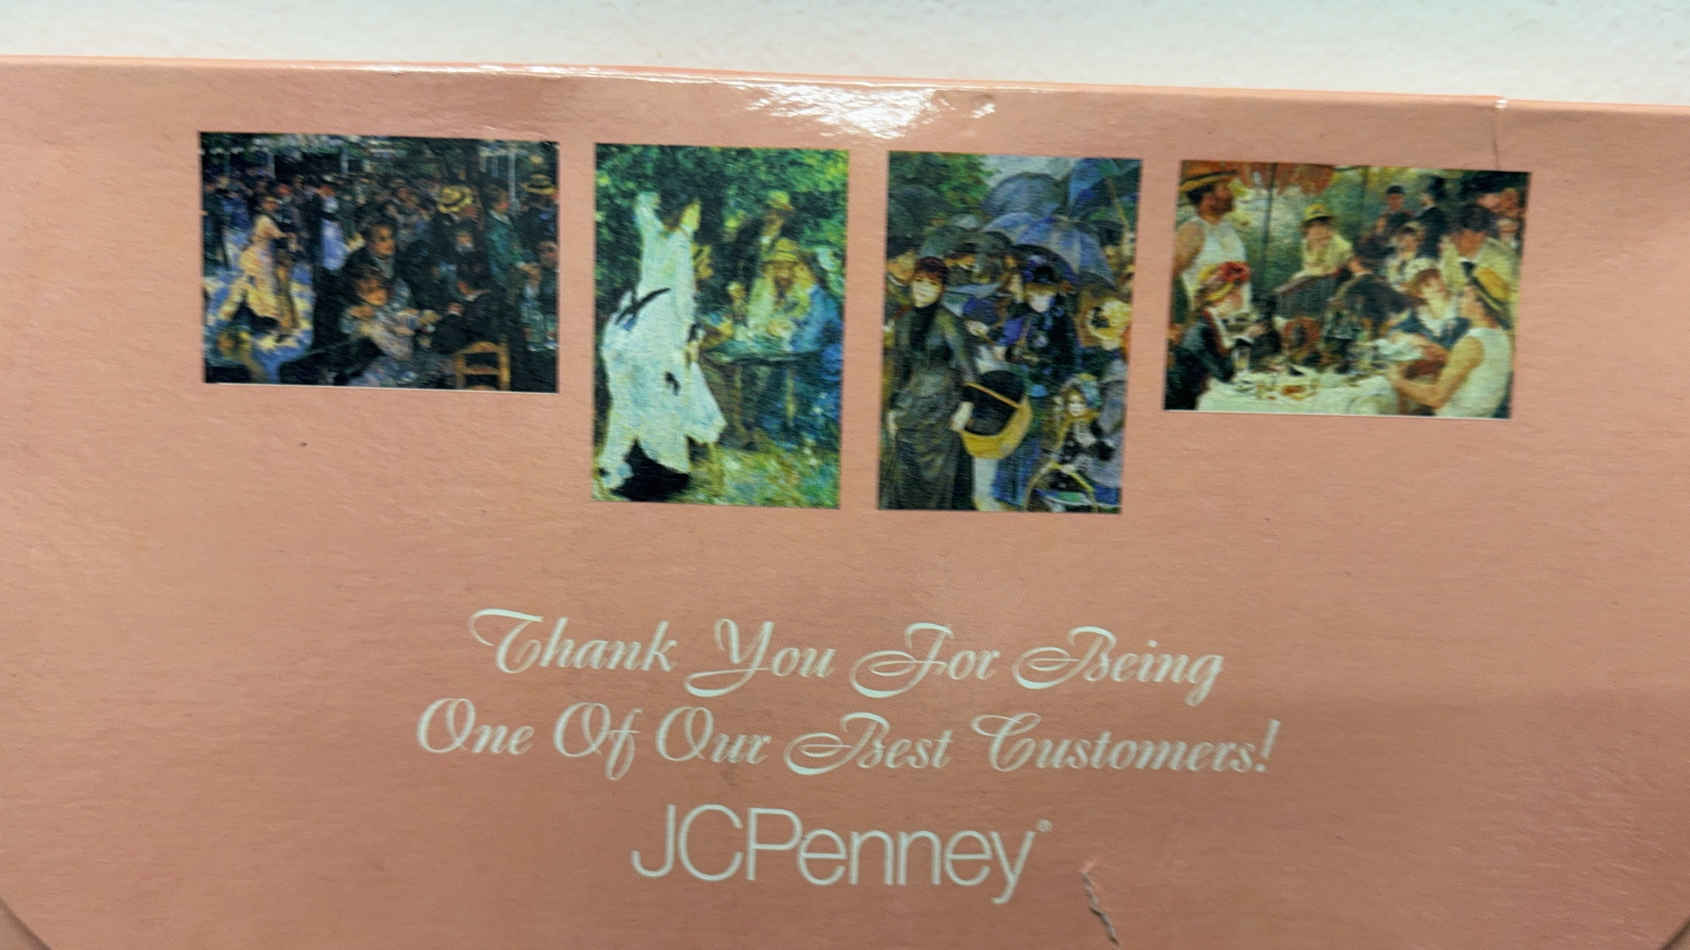 Thank You For Being
One Of Our Best Customers!
JCPenney®